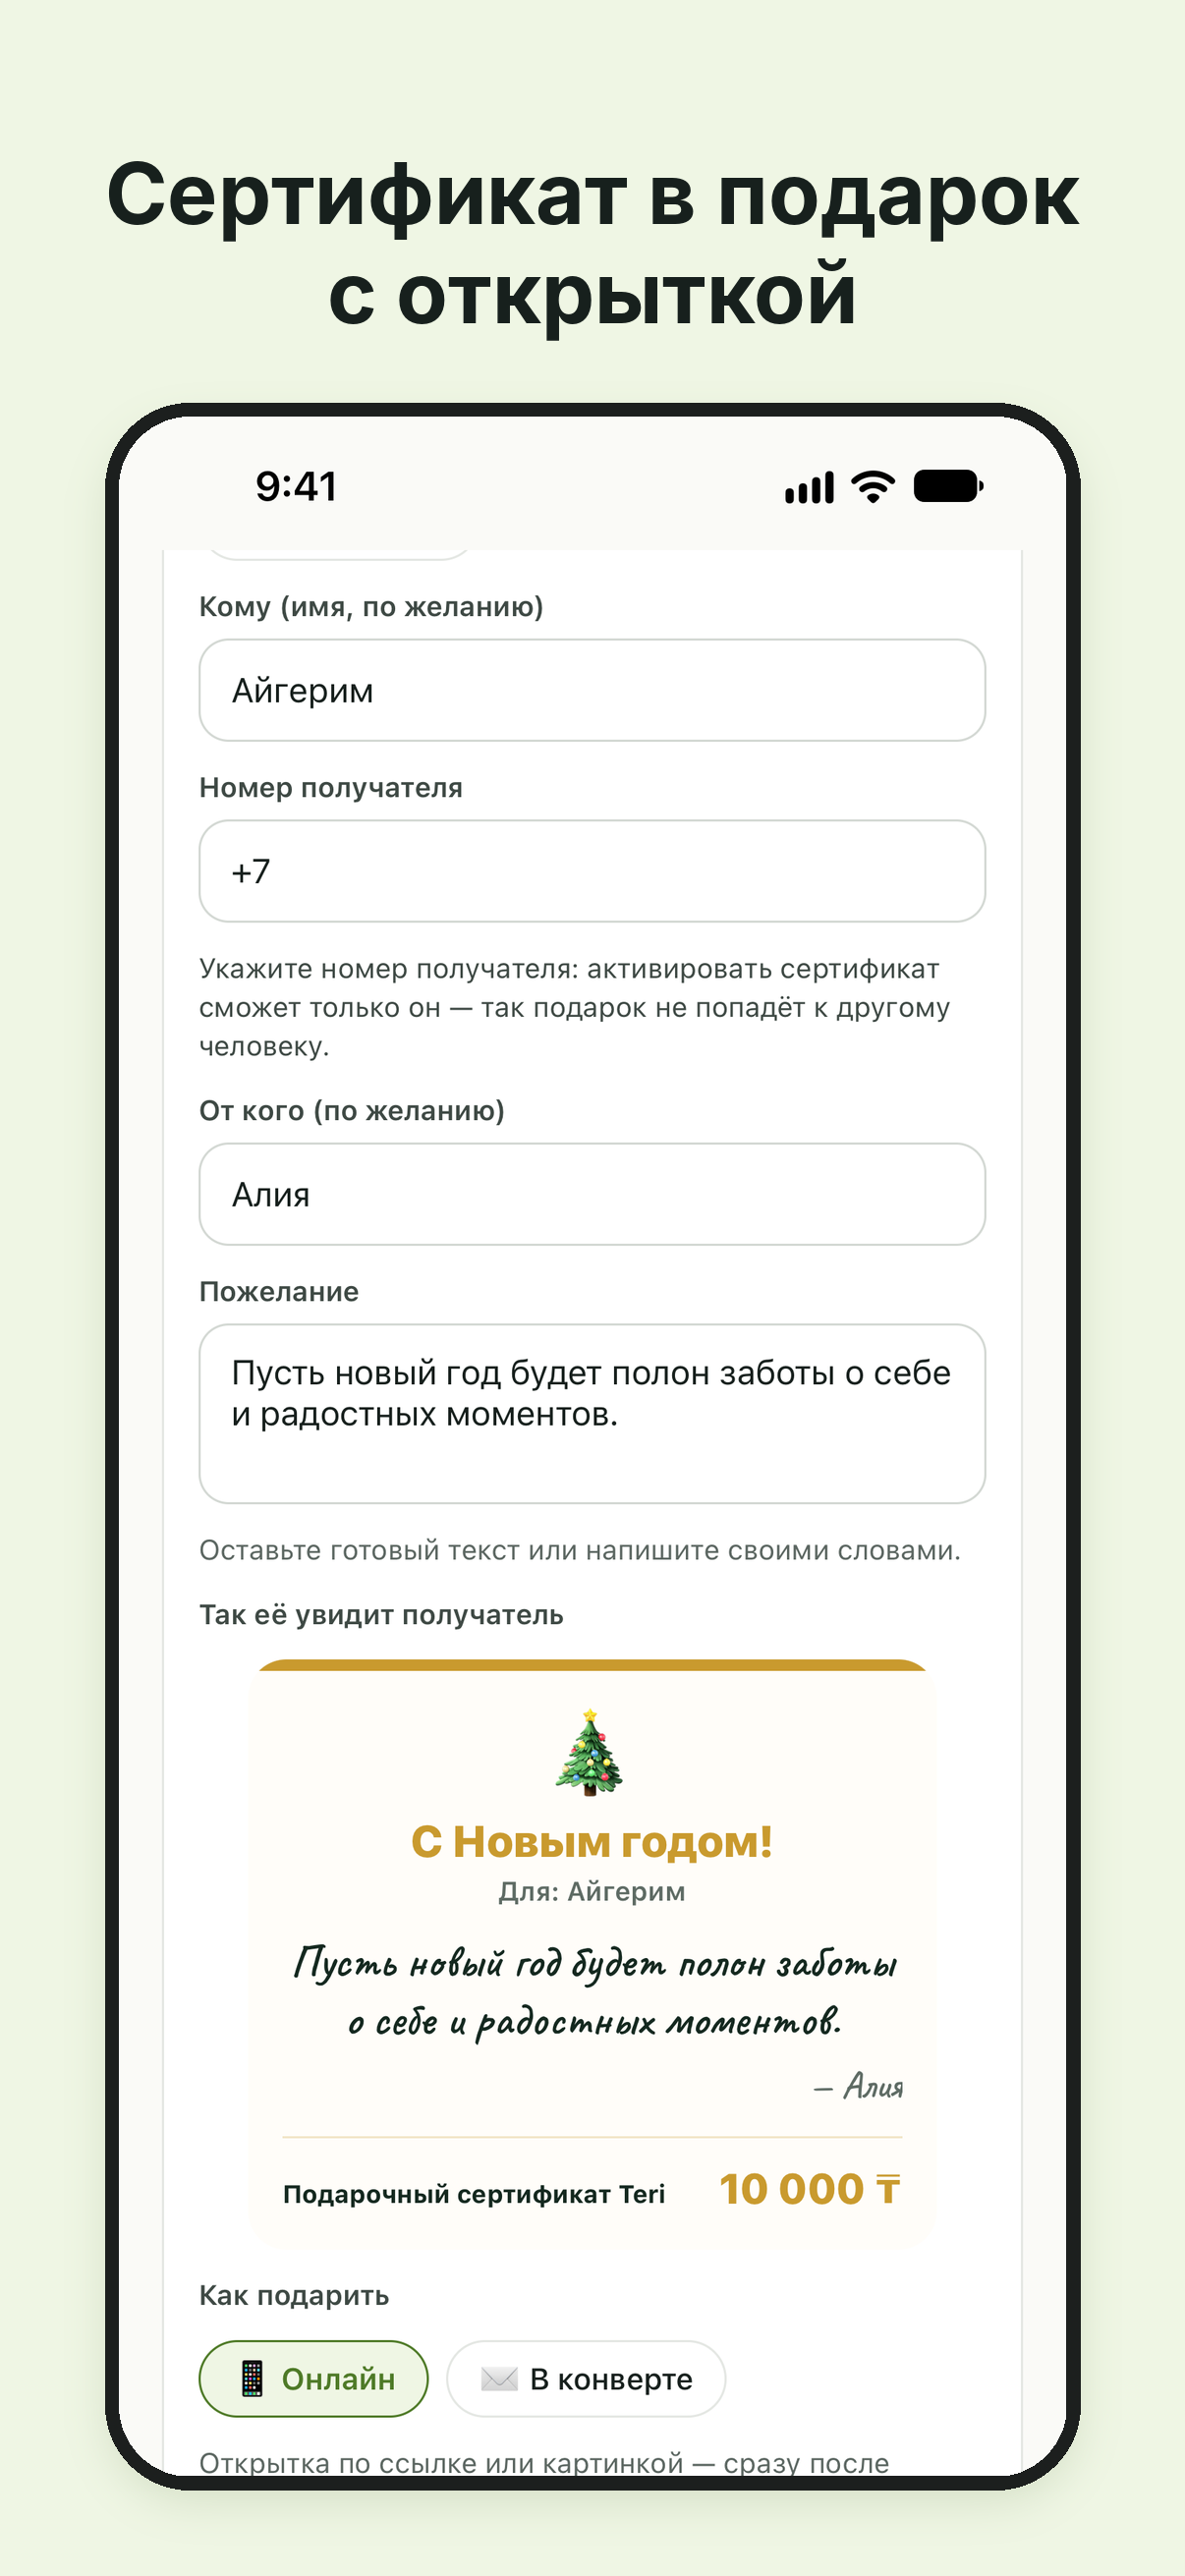 Сертификат в подарок
с открыткой
9:41
Кому (имя, по желанию)
Айгерим
Номер получателя
+7
Укажите номер получателя: активировать сертификат
сможет только он — так подарок не попадёт к другому
человеку.
От кого (по желанию)
Алия
Пожелание
Пусть новый год будет полон заботы о себе
и радостных моментов.
Оставьте готовый текст или напишите своими словами.
Так её увидит получатель
С Новым годом!
Для: Айгерим
Пусть новый год будет полон заботы
о себе и радостных моментов.
— Алия
Подарочный сертификат Teri 10 000 ₸
Как подарить
Онлайн В конверте
Открытка по ссылке или картинкой — сразу после